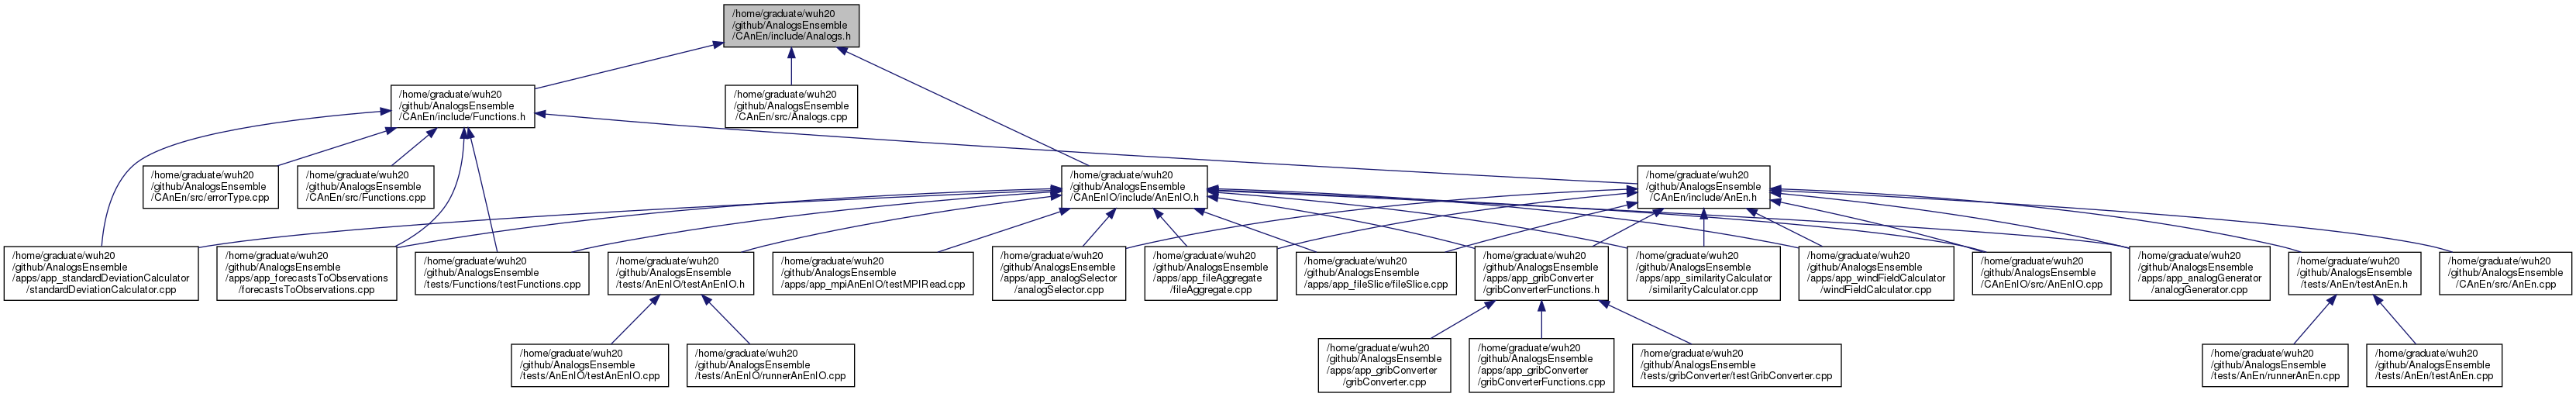 /home/graduate/wuh20
/github/AnalogsEnsemble
/CAnEn/include/Analogs.h
/home/graduate/wuh20
/github/AnalogsEnsemble
/CAnEn/include/Functions.h
/home/graduate/wuh20
/github/AnalogsEnsemble
/CAnEn/src/Analogs.cpp
/home/graduate/wuh20
/github/AnalogsEnsemble
/CAnEn/src/errorType.cpp
/home/graduate/wuh20
/github/AnalogsEnsemble
/CAnEn/src/Functions.cpp
/home/graduate/wuh20
/github/AnalogsEnsemble
/CAnEnIO/include/AnEnIO.h
/home/graduate/wuh20
/github/AnalogsEnsemble
/CAnEn/include/AnEn.h
/home/graduate/wuh20
/github/AnalogsEnsemble
/apps/app_standardDeviationCalculator
/standardDeviationCalculator.cpp
/home/graduate/wuh20
/github/AnalogsEnsemble
/apps/app_forecastsToObservations
/forecastsToObservations.cpp
/home/graduate/wuh20
/github/AnalogsEnsemble
/tests/Functions/testFunctions.cpp
/home/graduate/wuh20
/github/AnalogsEnsemble
/tests/AnEnIO/testAnEnIO.h
/home/graduate/wuh20
/github/AnalogsEnsemble
/apps/app_mpiAnEnIO/testMPIRead.cpp
/home/graduate/wuh20
/github/AnalogsEnsemble
/apps/app_analogSelector
/analogSelector.cpp
/home/graduate/wuh20
/github/AnalogsEnsemble
/apps/app_fileAggregate
/fileAggregate.cpp
/home/graduate/wuh20
/github/AnalogsEnsemble
/apps/app_fileSlice/fileSlice.cpp
/home/graduate/wuh20
/github/AnalogsEnsemble
/apps/app_gribConverter
/gribConverterFunctions.h
/home/graduate/wuh20
/github/AnalogsEnsemble
/apps/app_similarityCalculator
/similarityCalculator.cpp
/home/graduate/wuh20
/github/AnalogsEnsemble
/apps/app_windFieldCalculator
/windFieldCalculator.cpp
/home/graduate/wuh20
/github/AnalogsEnsemble
/CAnEnIO/src/AnEnIO.cpp
/home/graduate/wuh20
/github/AnalogsEnsemble
/apps/app_analogGenerator
/analogGenerator.cpp
/home/graduate/wuh20
/github/AnalogsEnsemble
/tests/AnEn/testAnEn.h
/home/graduate/wuh20
/github/AnalogsEnsemble
/CAnEn/src/AnEn.cpp
/home/graduate/wuh20
/github/AnalogsEnsemble
/tests/AnEnIO/testAnEnIO.cpp
/home/graduate/wuh20
/github/AnalogsEnsemble
/tests/AnEnIO/runnerAnEnIO.cpp
/home/graduate/wuh20
/github/AnalogsEnsemble
/apps/app_gribConverter
/gribConverter.cpp
/home/graduate/wuh20
/github/AnalogsEnsemble
/apps/app_gribConverter
/gribConverterFunctions.cpp
/home/graduate/wuh20
/github/AnalogsEnsemble
/tests/gribConverter/testGribConverter.cpp
/home/graduate/wuh20
/github/AnalogsEnsemble
/tests/AnEn/runnerAnEn.cpp
/home/graduate/wuh20
/github/AnalogsEnsemble
/tests/AnEn/testAnEn.cpp